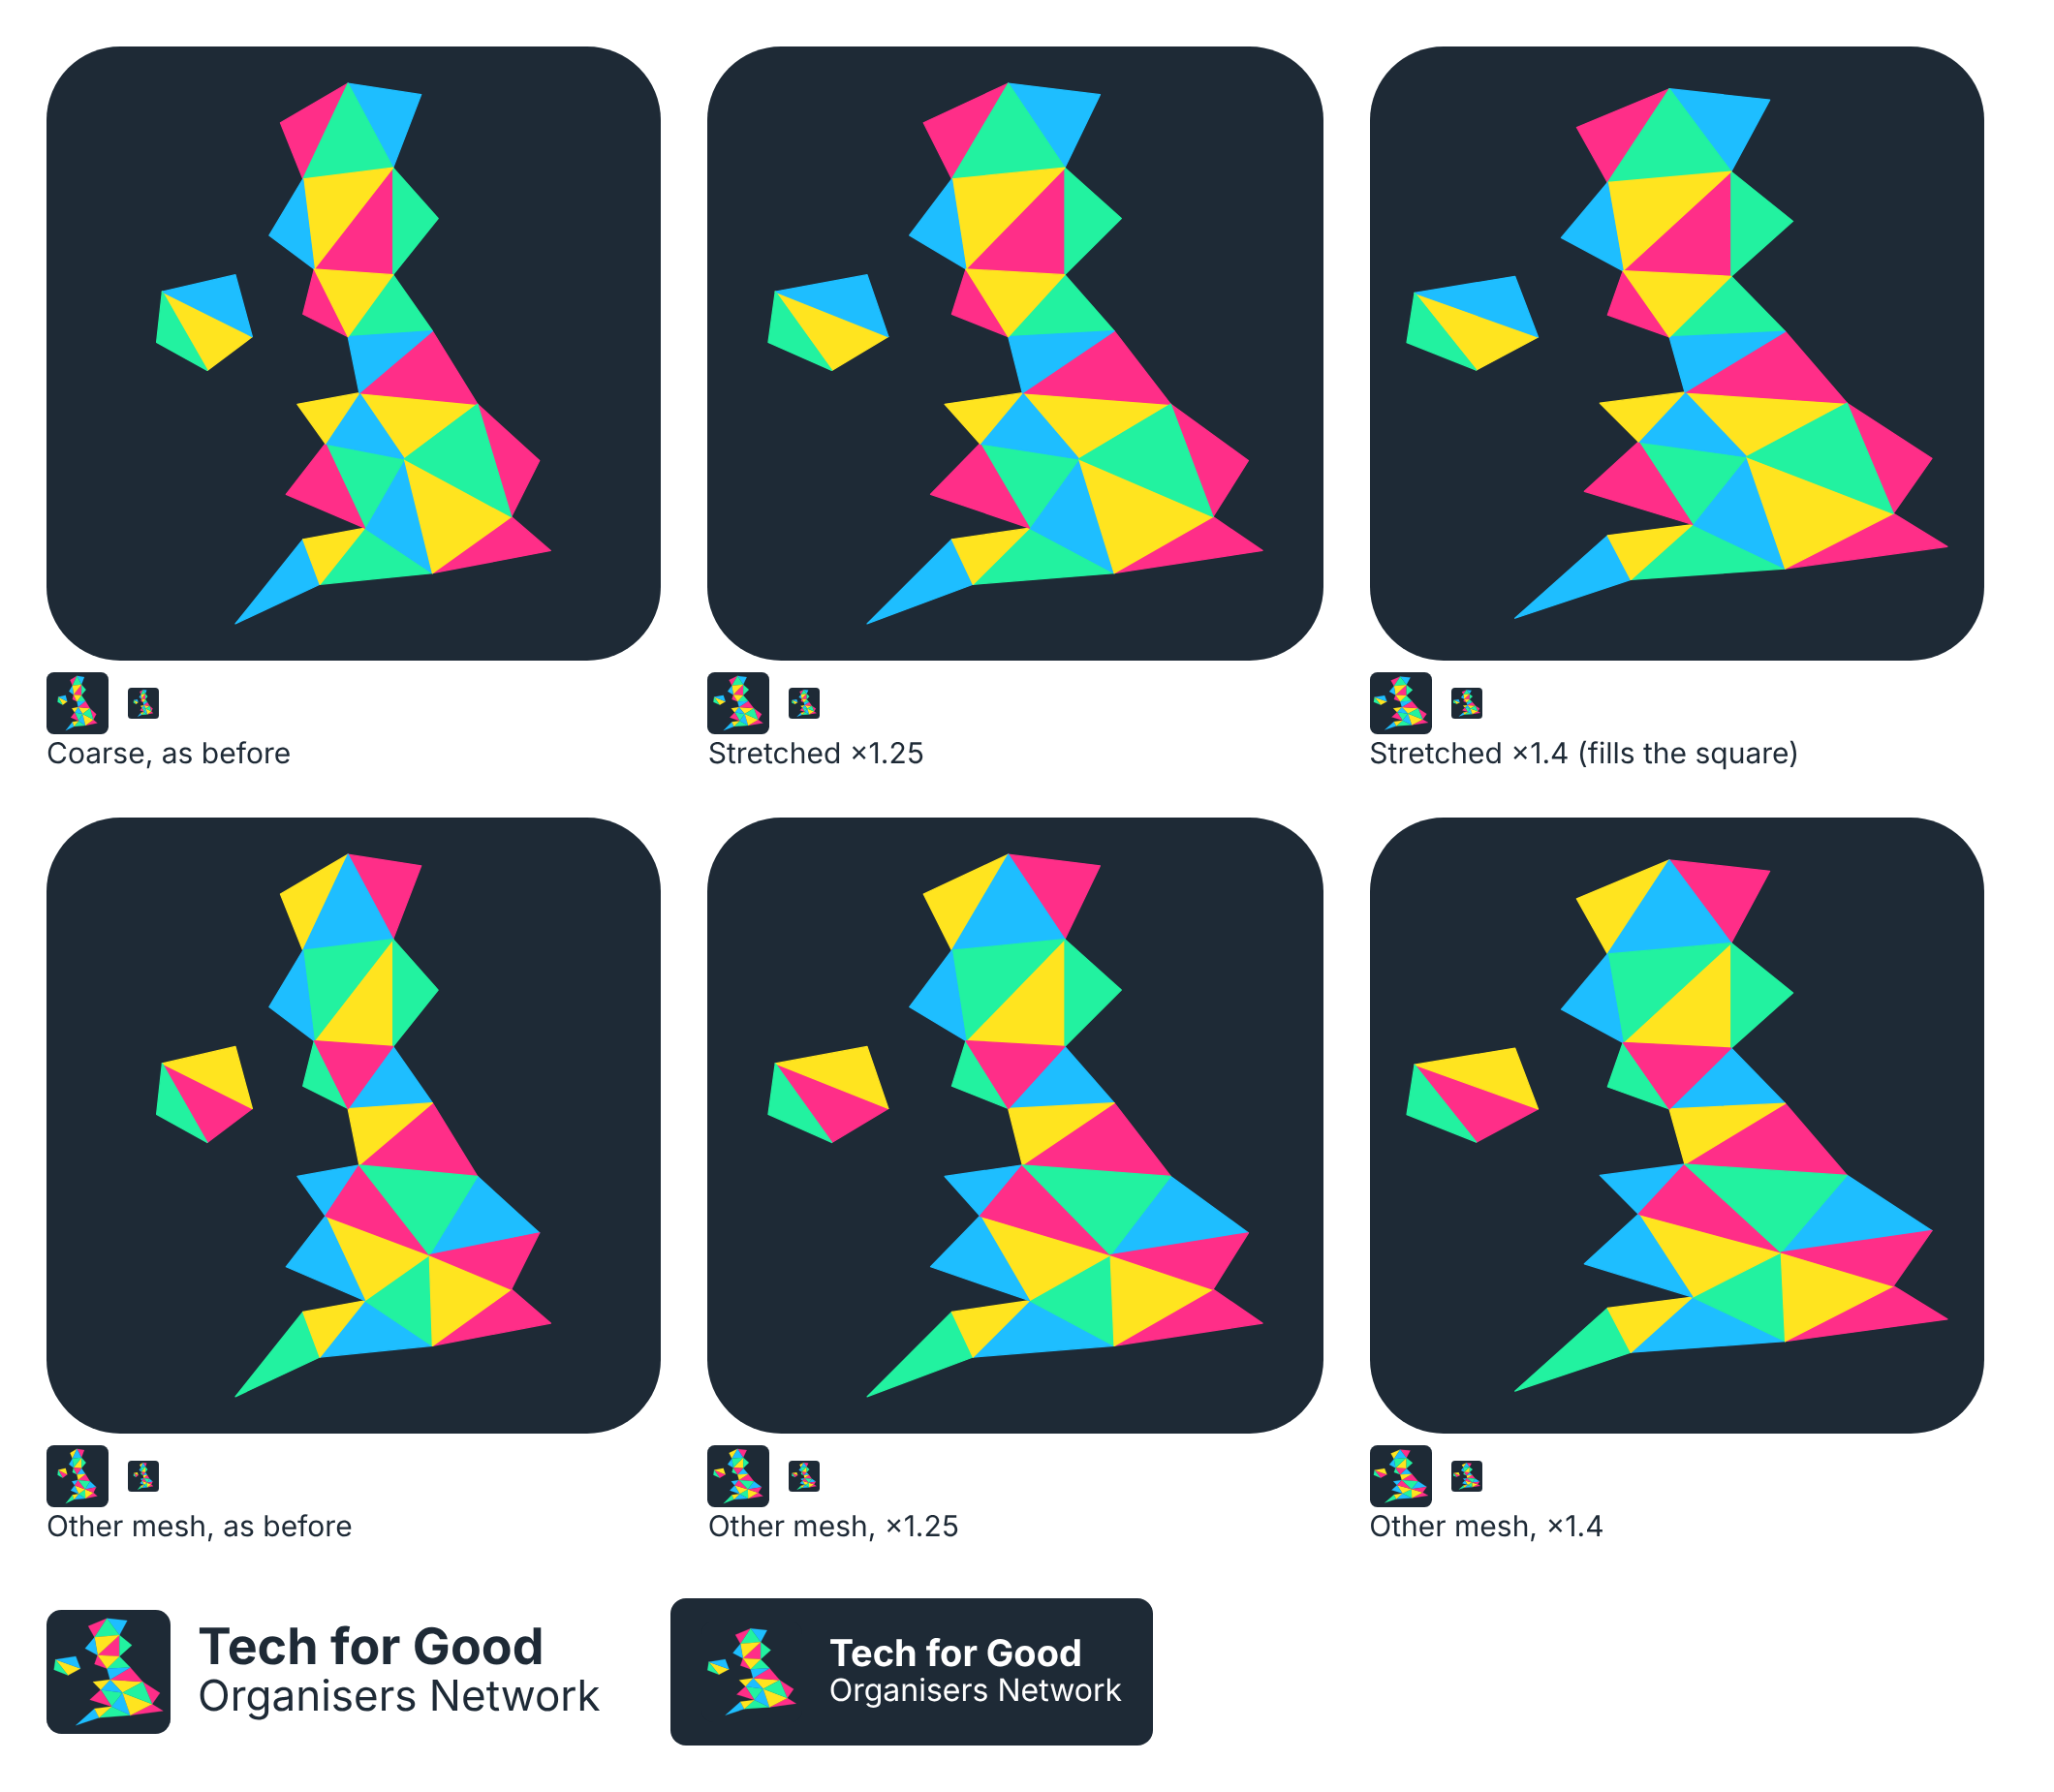 Coarse, as before
Stretched ×1.25
Stretched ×1.4 (fills the square)
Other mesh, as before
Other mesh, ×1.25
Other mesh, ×1.4
Tech for Good
Organisers Network
Tech for Good
Organisers Network